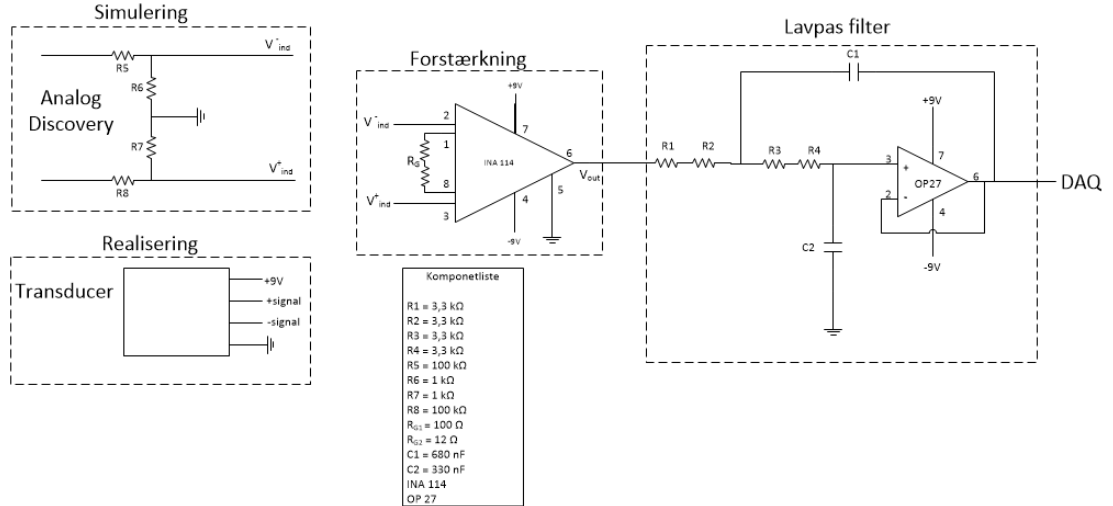 Simulering
V-ind
R5
R6
Analog
Discovery
R7
V+ind
R8
Realisering
Transducer
+9V
+signal
-signal
Forstærkning
+9V
V-ind
2
7
1
RG
INA 114
6
Vout
8
5
V+ind
4
3
-9V
Komponetliste
R1 = 3,3 kΩ
R2 = 3,3 kΩ
R3 = 3,3 kΩ
R4 = 3,3 kΩ
R5 = 100 kΩ
R6 = 1 kΩ
R7 = 1 kΩ
R8 = 100 kΩ
RG1 = 100 Ω
RG2 = 12 Ω
C1 = 680 nF
C2 = 330 nF
INA 114
OP 27
Lavpas filter
C1
+9V
R1
R2
R3
R4
3
7
+
OP27
6
DAQ
2
-
4
C2
-9V